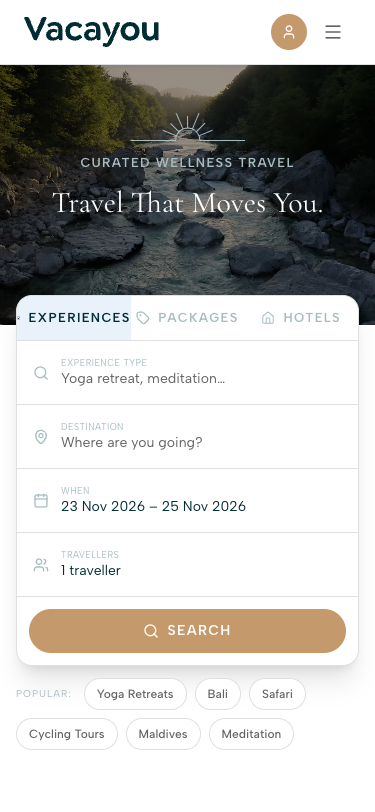 Vacayou
CURATED WELLNESS TRAVEL
Travel That Moves You.
EXPERIENCES PACKAGES HOTELS
EXPERIENCE TYPE
Yoga retreat, meditation...
DESTINATION
Where are you going?
WHEN
23 Nov 2026 – 25 Nov 2026
TRAVELLERS
1 traveller
SEARCH
POPULAR: Yoga Retreats Bali Safari
Cycling Tours Maldives Meditation